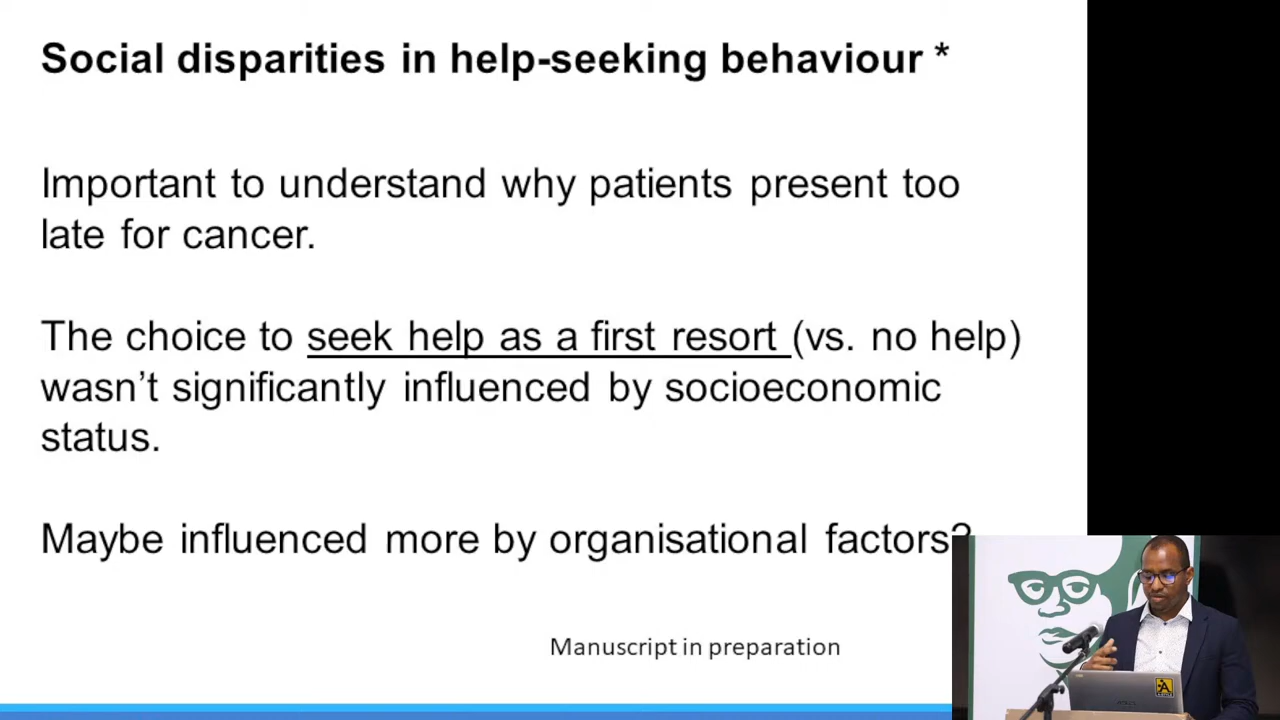 Social disparities in help-seeking behaviour *
Important to understand why patients present too
late for cancer.
The choice to seek help as a first resort (vs. no help)
wasn't significantly influenced by socioeconomic
status.
Maybe influenced more by organisational factors?
Manuscript in preparation